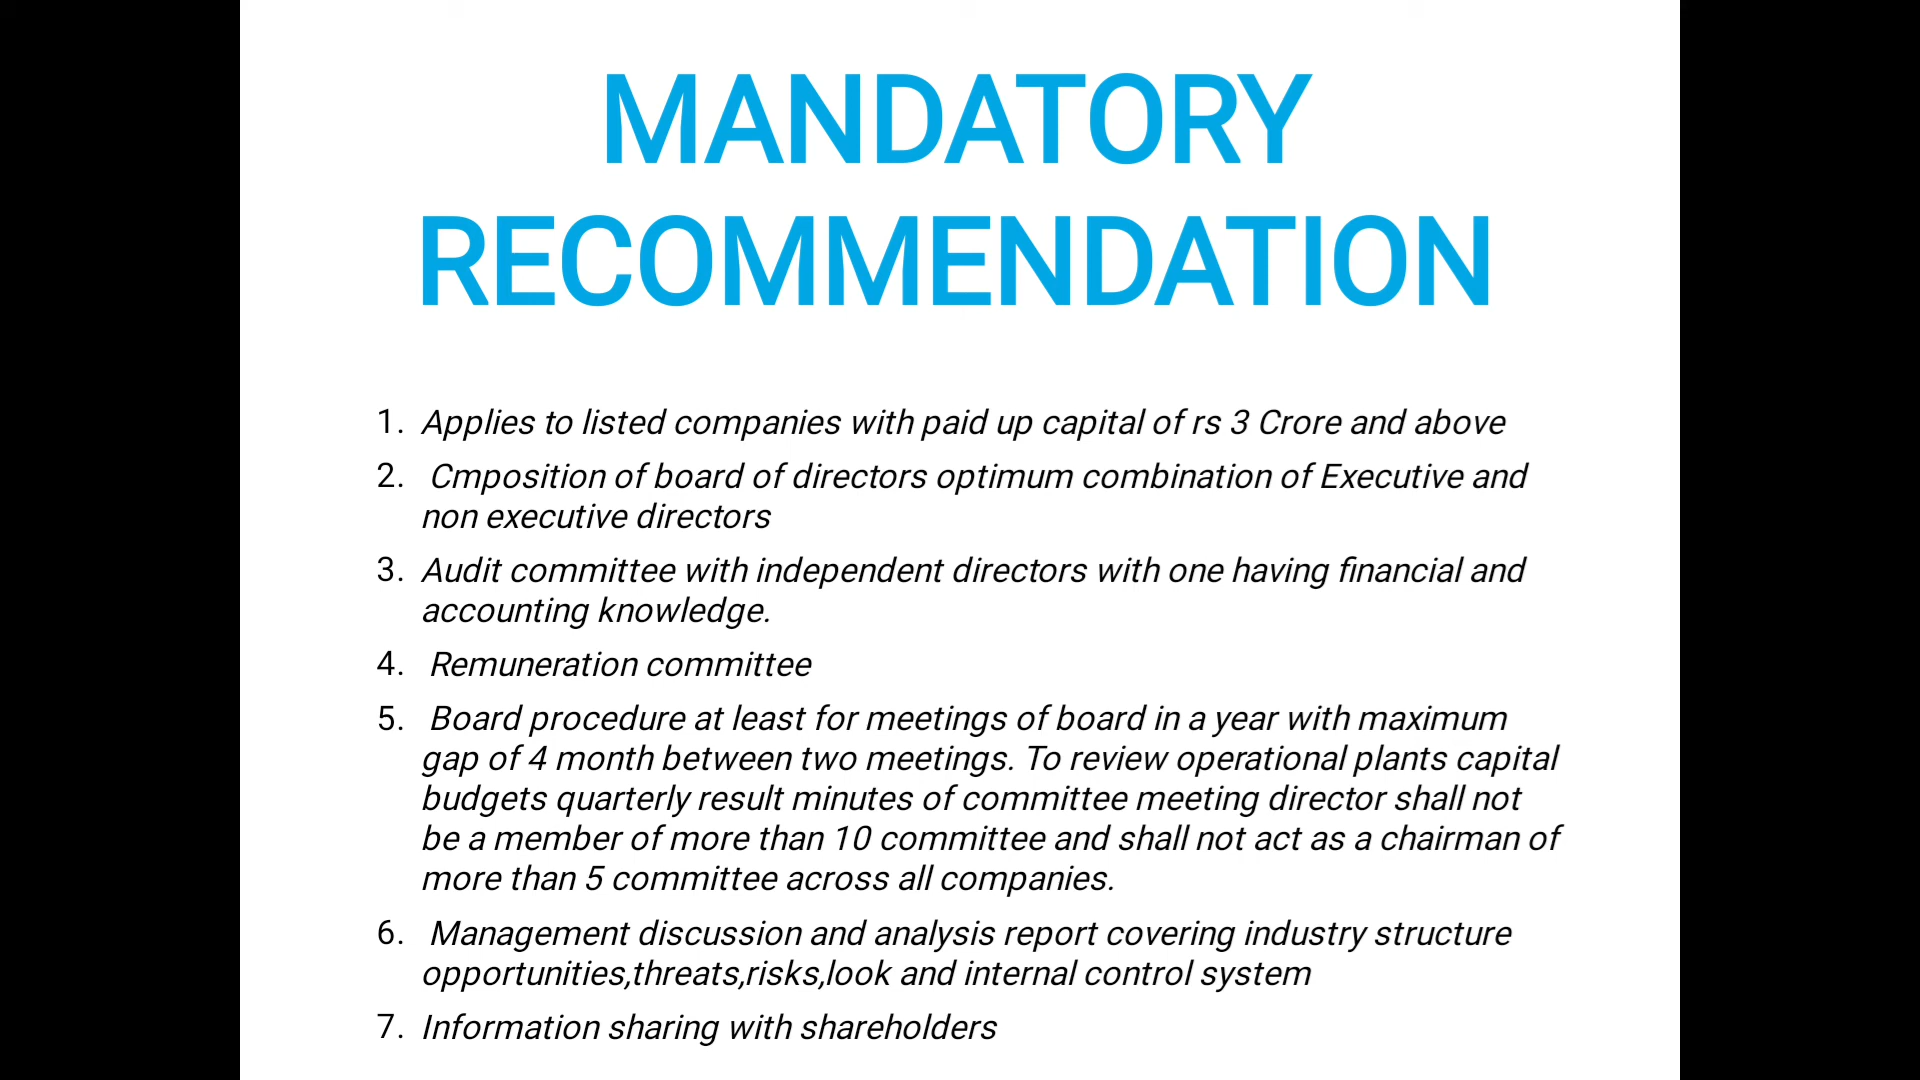 MANDATORY
RECOMMENDATION
1. Applies to listed companies with paid up capital of rs 3 Crore and above
2. Cmposition of board of directors optimum combination of Executive and
non executive directors
3. Audit committee with independent directors with one having financial and
accounting knowledge.
4. Remuneration committee
5. Board procedure at least for meetings of board in a year with maximum
gap of 4 month between two meetings. To review operational plants capital
budgets quarterly result minutes of committee meeting director shall not
be a member of more than 10 committee and shall not act as a chairman of
more than 5 committee across all companies.
6. Management discussion and analysis report covering industry structure
opportunities,threats,risks,look and internal control system
7. Information sharing with shareholders